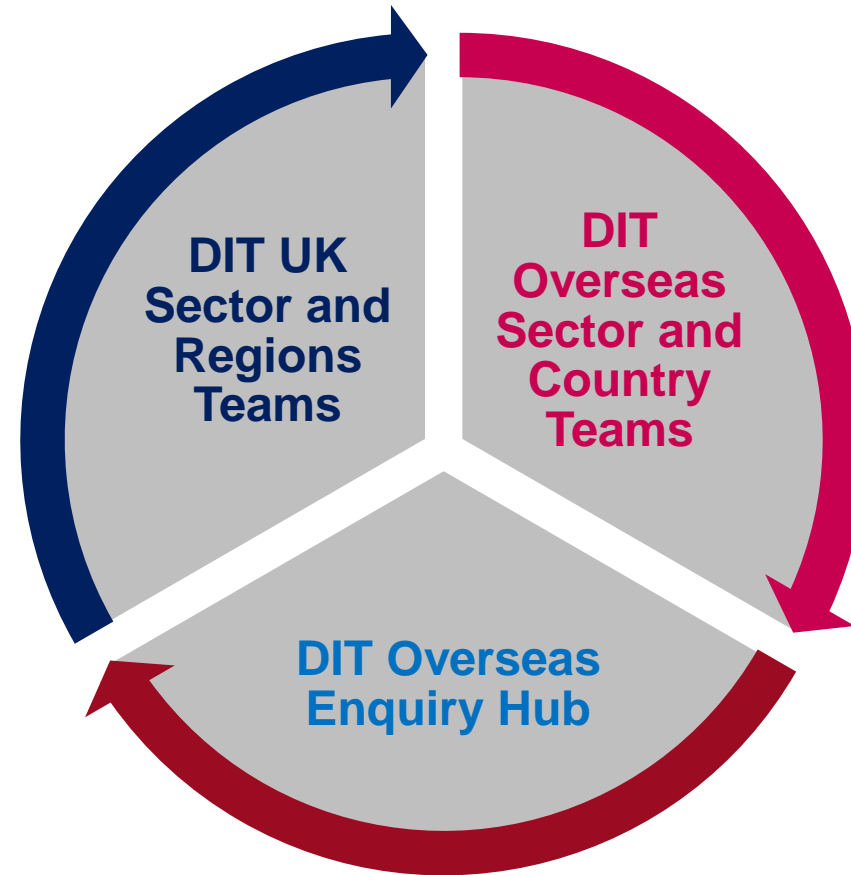 DIT UK
Sector and
Regions
Teams
DIT
Overseas
Sector and
Country
Teams
DIT Overseas
Enquiry Hub